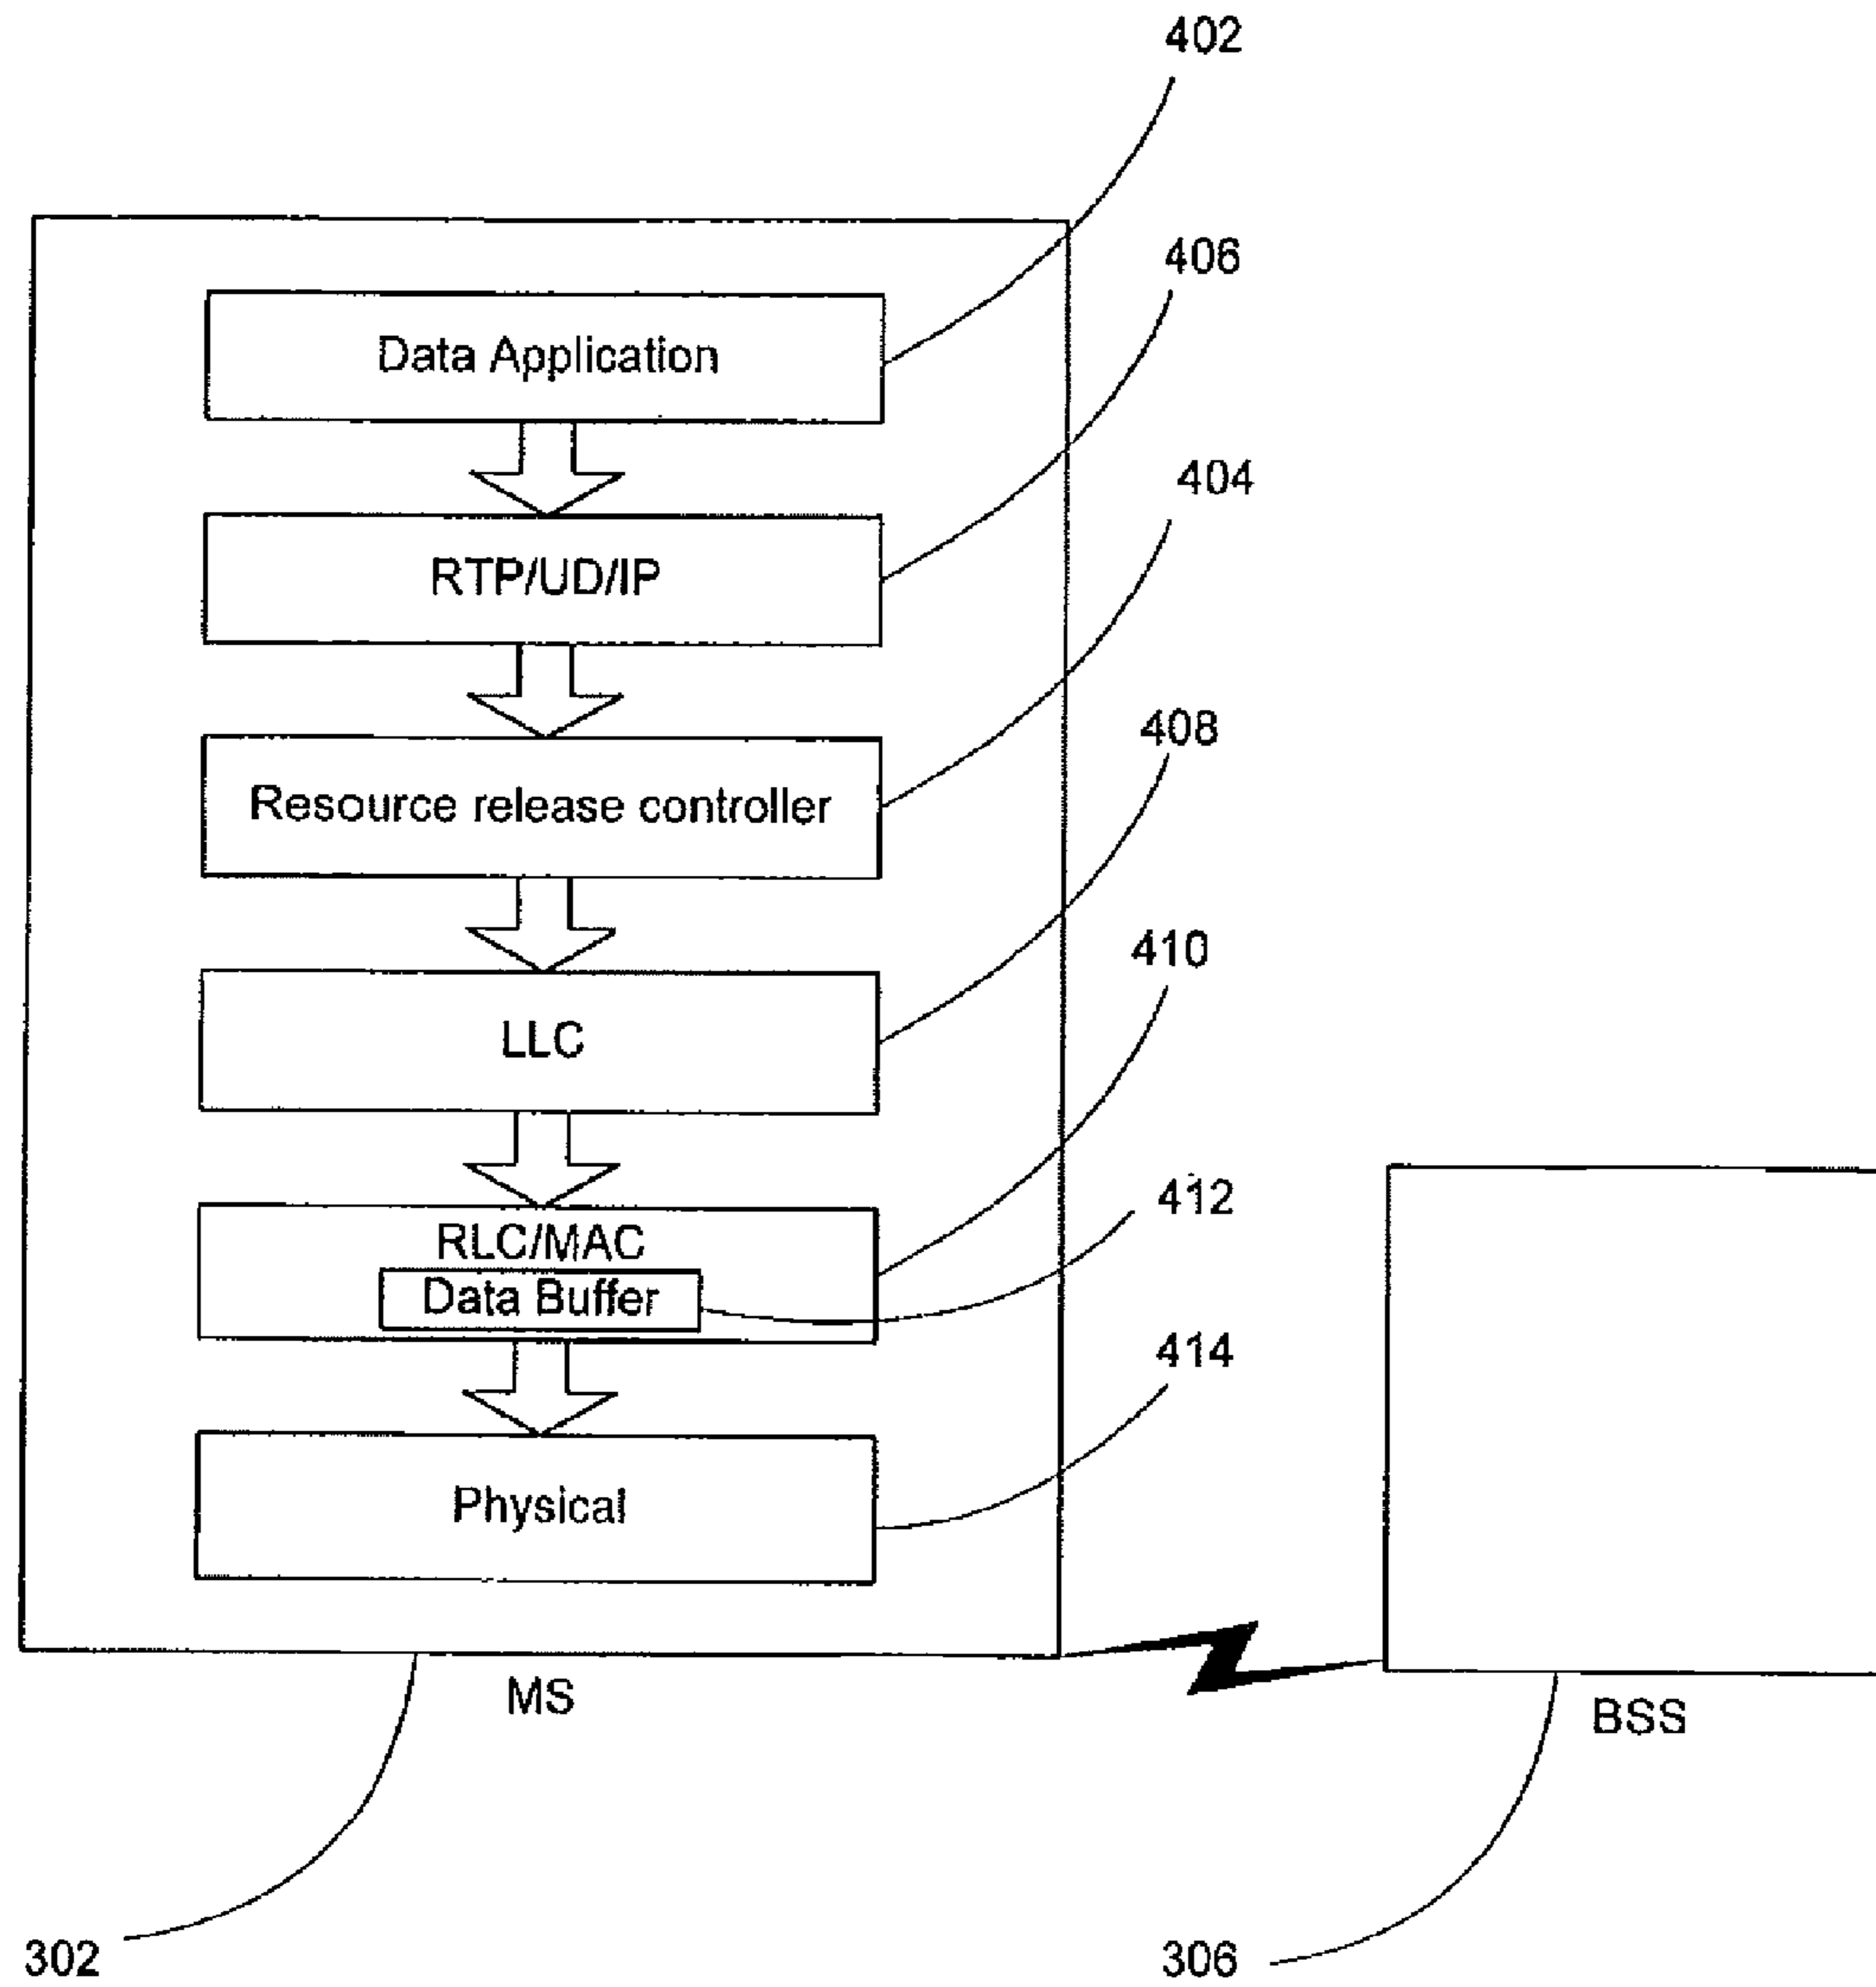 402
406
Data Application
404
RTP/UD/IP
408
Resource release controller
410
LLC
412
RLC/MAC
Data Buffer
414
Physical
MS
BSS
302
306